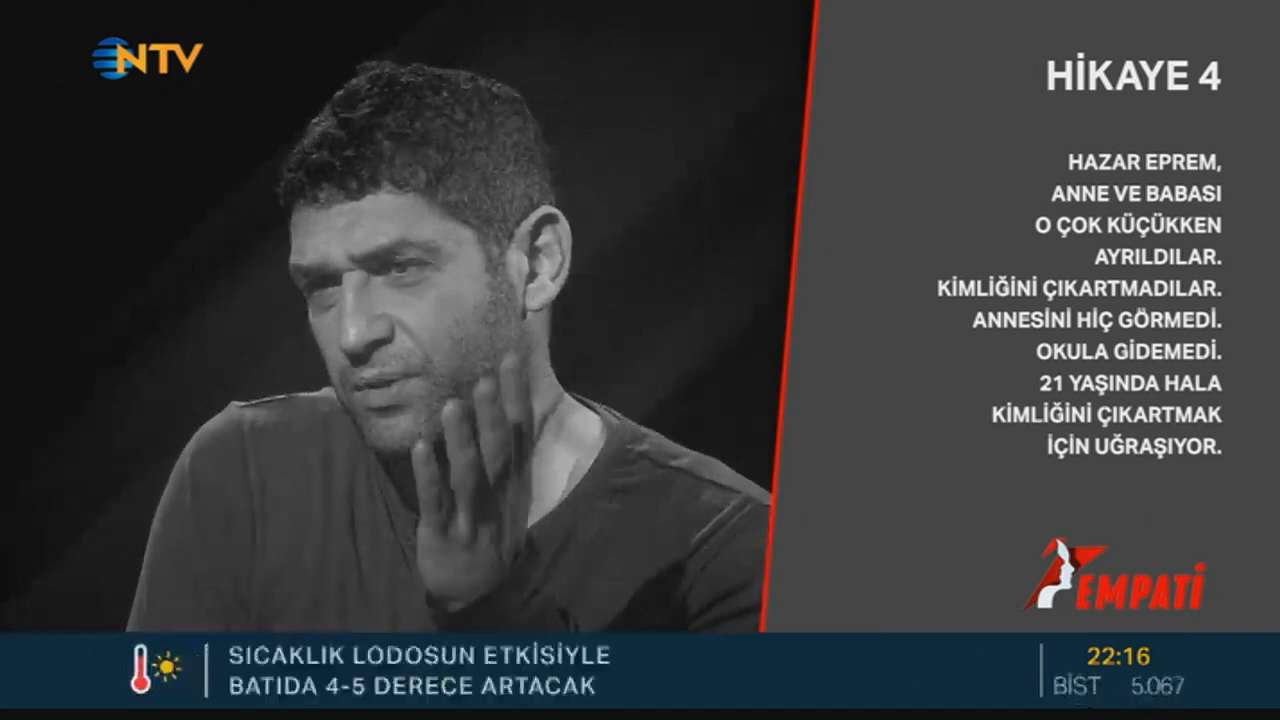 NTV
HİKAYE 4
HAZAR EPREM,
ANNE VE BABASI
O ÇOK KÜÇÜKKEN
AYRILDILAR.
KİMLİĞİNİ ÇIKARTMADILAR.
ANNESİNİ HİÇ GÖRMEDİ.
OKULA GİDEMEDİ.
21 YAŞINDA HALA
KİMLİĞİNİ ÇIKARTMAK
İÇİN UĞRAŞIYOR.
EMPATİ
SICAKLIK LODOSUN ETKİSİYLE
BATIDA 4-5 DERECE ARTACAK
22:16
BİST 5.067